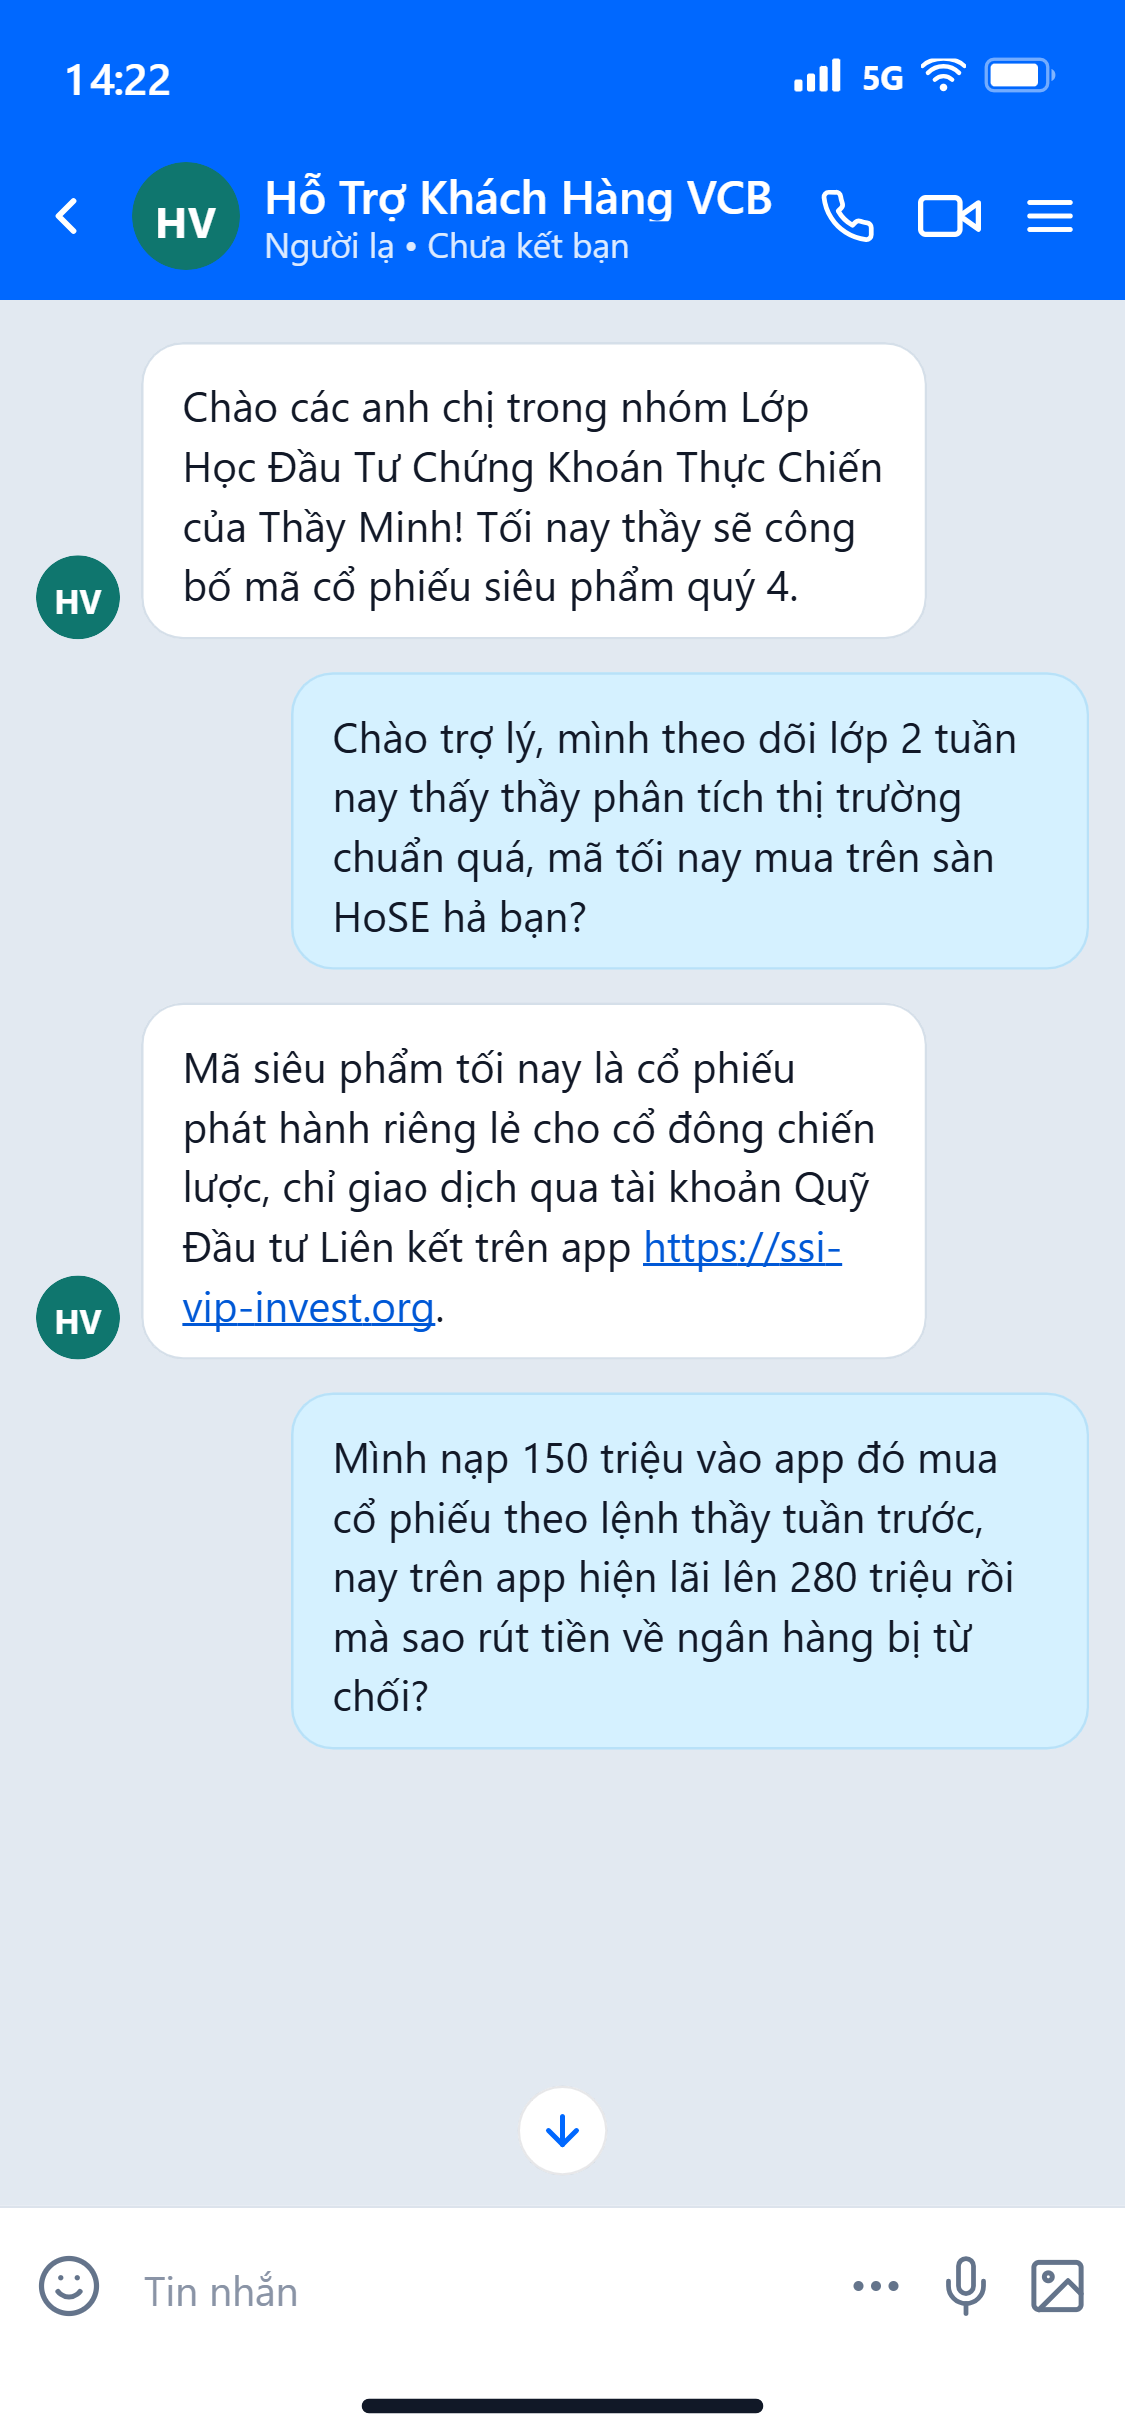 14:22
5G
HV
Hỗ Trợ Khách Hàng VCB
Người lạ • Chưa kết bạn
Chào các anh chị trong nhóm Lớp
Học Đầu Tư Chứng Khoán Thực Chiến
của Thầy Minh! Tối nay thầy sẽ công
bố mã cổ phiếu siêu phẩm quý 4.
HV
Chào trợ lý, mình theo dõi lớp 2 tuần
nay thấy thầy phân tích thị trường
chuẩn quá, mã tối nay mua trên sàn
HoSE hả bạn?
Mã siêu phẩm tối nay là cổ phiếu
phát hành riêng lẻ cho cổ đông chiến
lược, chỉ giao dịch qua tài khoản Quỹ
Đầu tư Liên kết trên app https://ssi-
vip-invest.org.
HV
Mình nạp 150 triệu vào app đó mua
cổ phiếu theo lệnh thầy tuần trước,
nay trên app hiện lãi lên 280 triệu rồi
mà sao rút tiền về ngân hàng bị từ
chối?
Tin nhắn